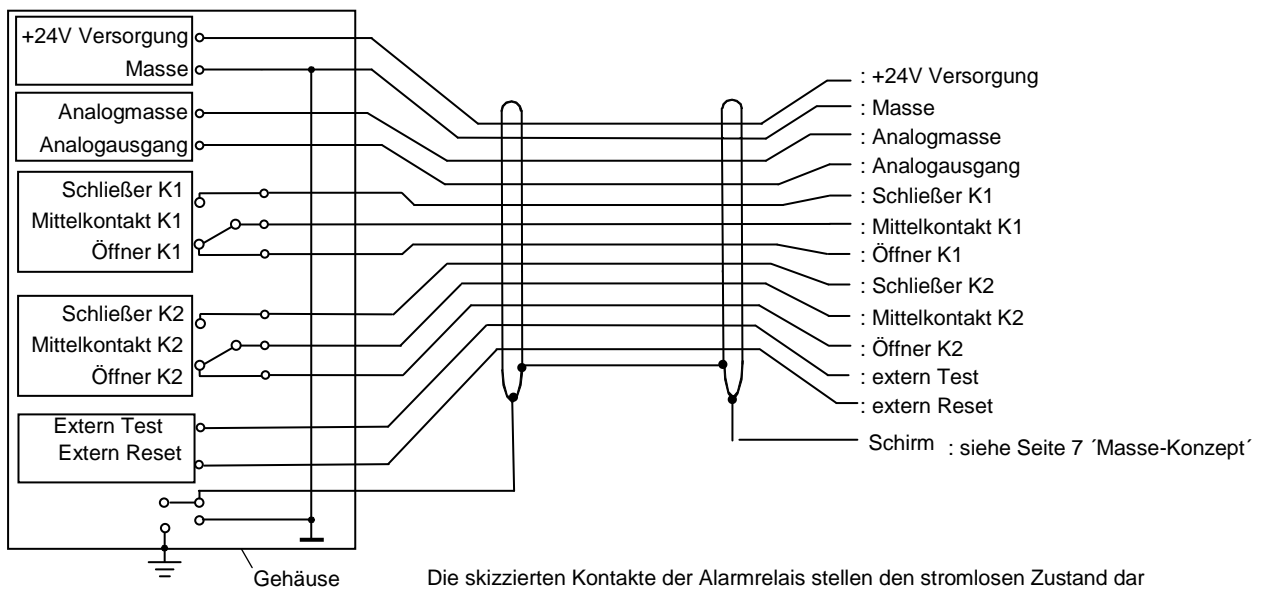 +24V Versorgung
Masse
Analogmasse
Analogausgang
Schließer K1
Mittelkontakt K1
Öffner K1
Schließer K2
Mittelkontakt K2
Öffner K2
Extern Test
Extern Reset
: +24V Versorgung
: Masse
: Analogmasse
: Analogausgang
: Schließer K1
: Mittelkontakt K1
: Öffner K1
: Schließer K2
: Mittelkontakt K2
: Öffner K2
: extern Test
: extern Reset
Schirm : siehe Seite 7 ´Masse-Konzept´
Gehäuse
Die skizzierten Kontakte der Alarmrelais stellen den stromlosen Zustand dar